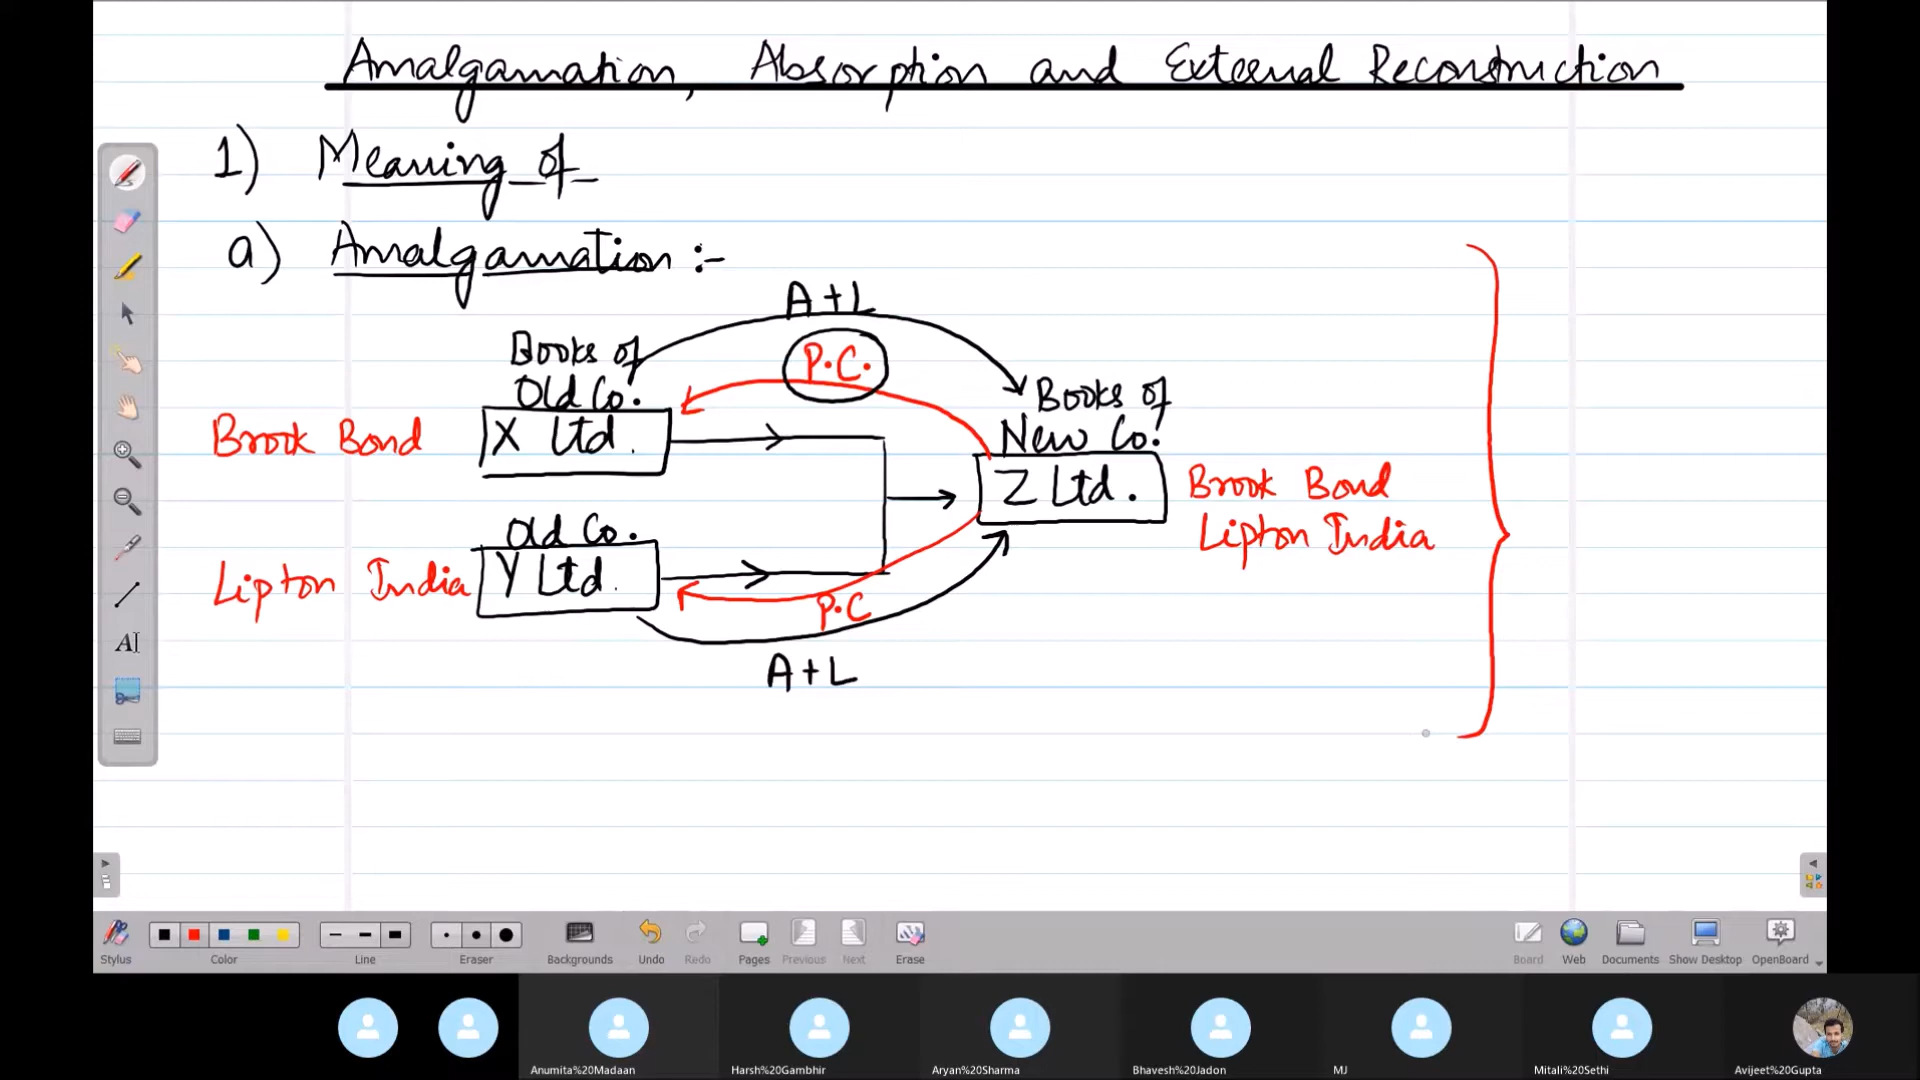 Amalgamation, Absorption and External Reconstruction
1) Meaning of
a) Amalgamation :-
A+L
Books of
Old Co.
P.C.
Books of
New Co.
Brook Bond
X Ltd.
Z Ltd.
Brook Bond
Lipton India
Old Co.
Lipton India
Y Ltd.
P.C
A+L
AI
Stylus
Color
Line
Eraser
Backgrounds
Undo
Redo
Pages
Previous
Next
Erase
Board
Web
Documents
Show Desktop
OpenBoard
Anumita%20Madaan
Harsh%20Gambhir
Aryan%20Sharma
Bhavesh%20Jadon
MJ
Mitali%20Sethi
Avijeet%20Gupta